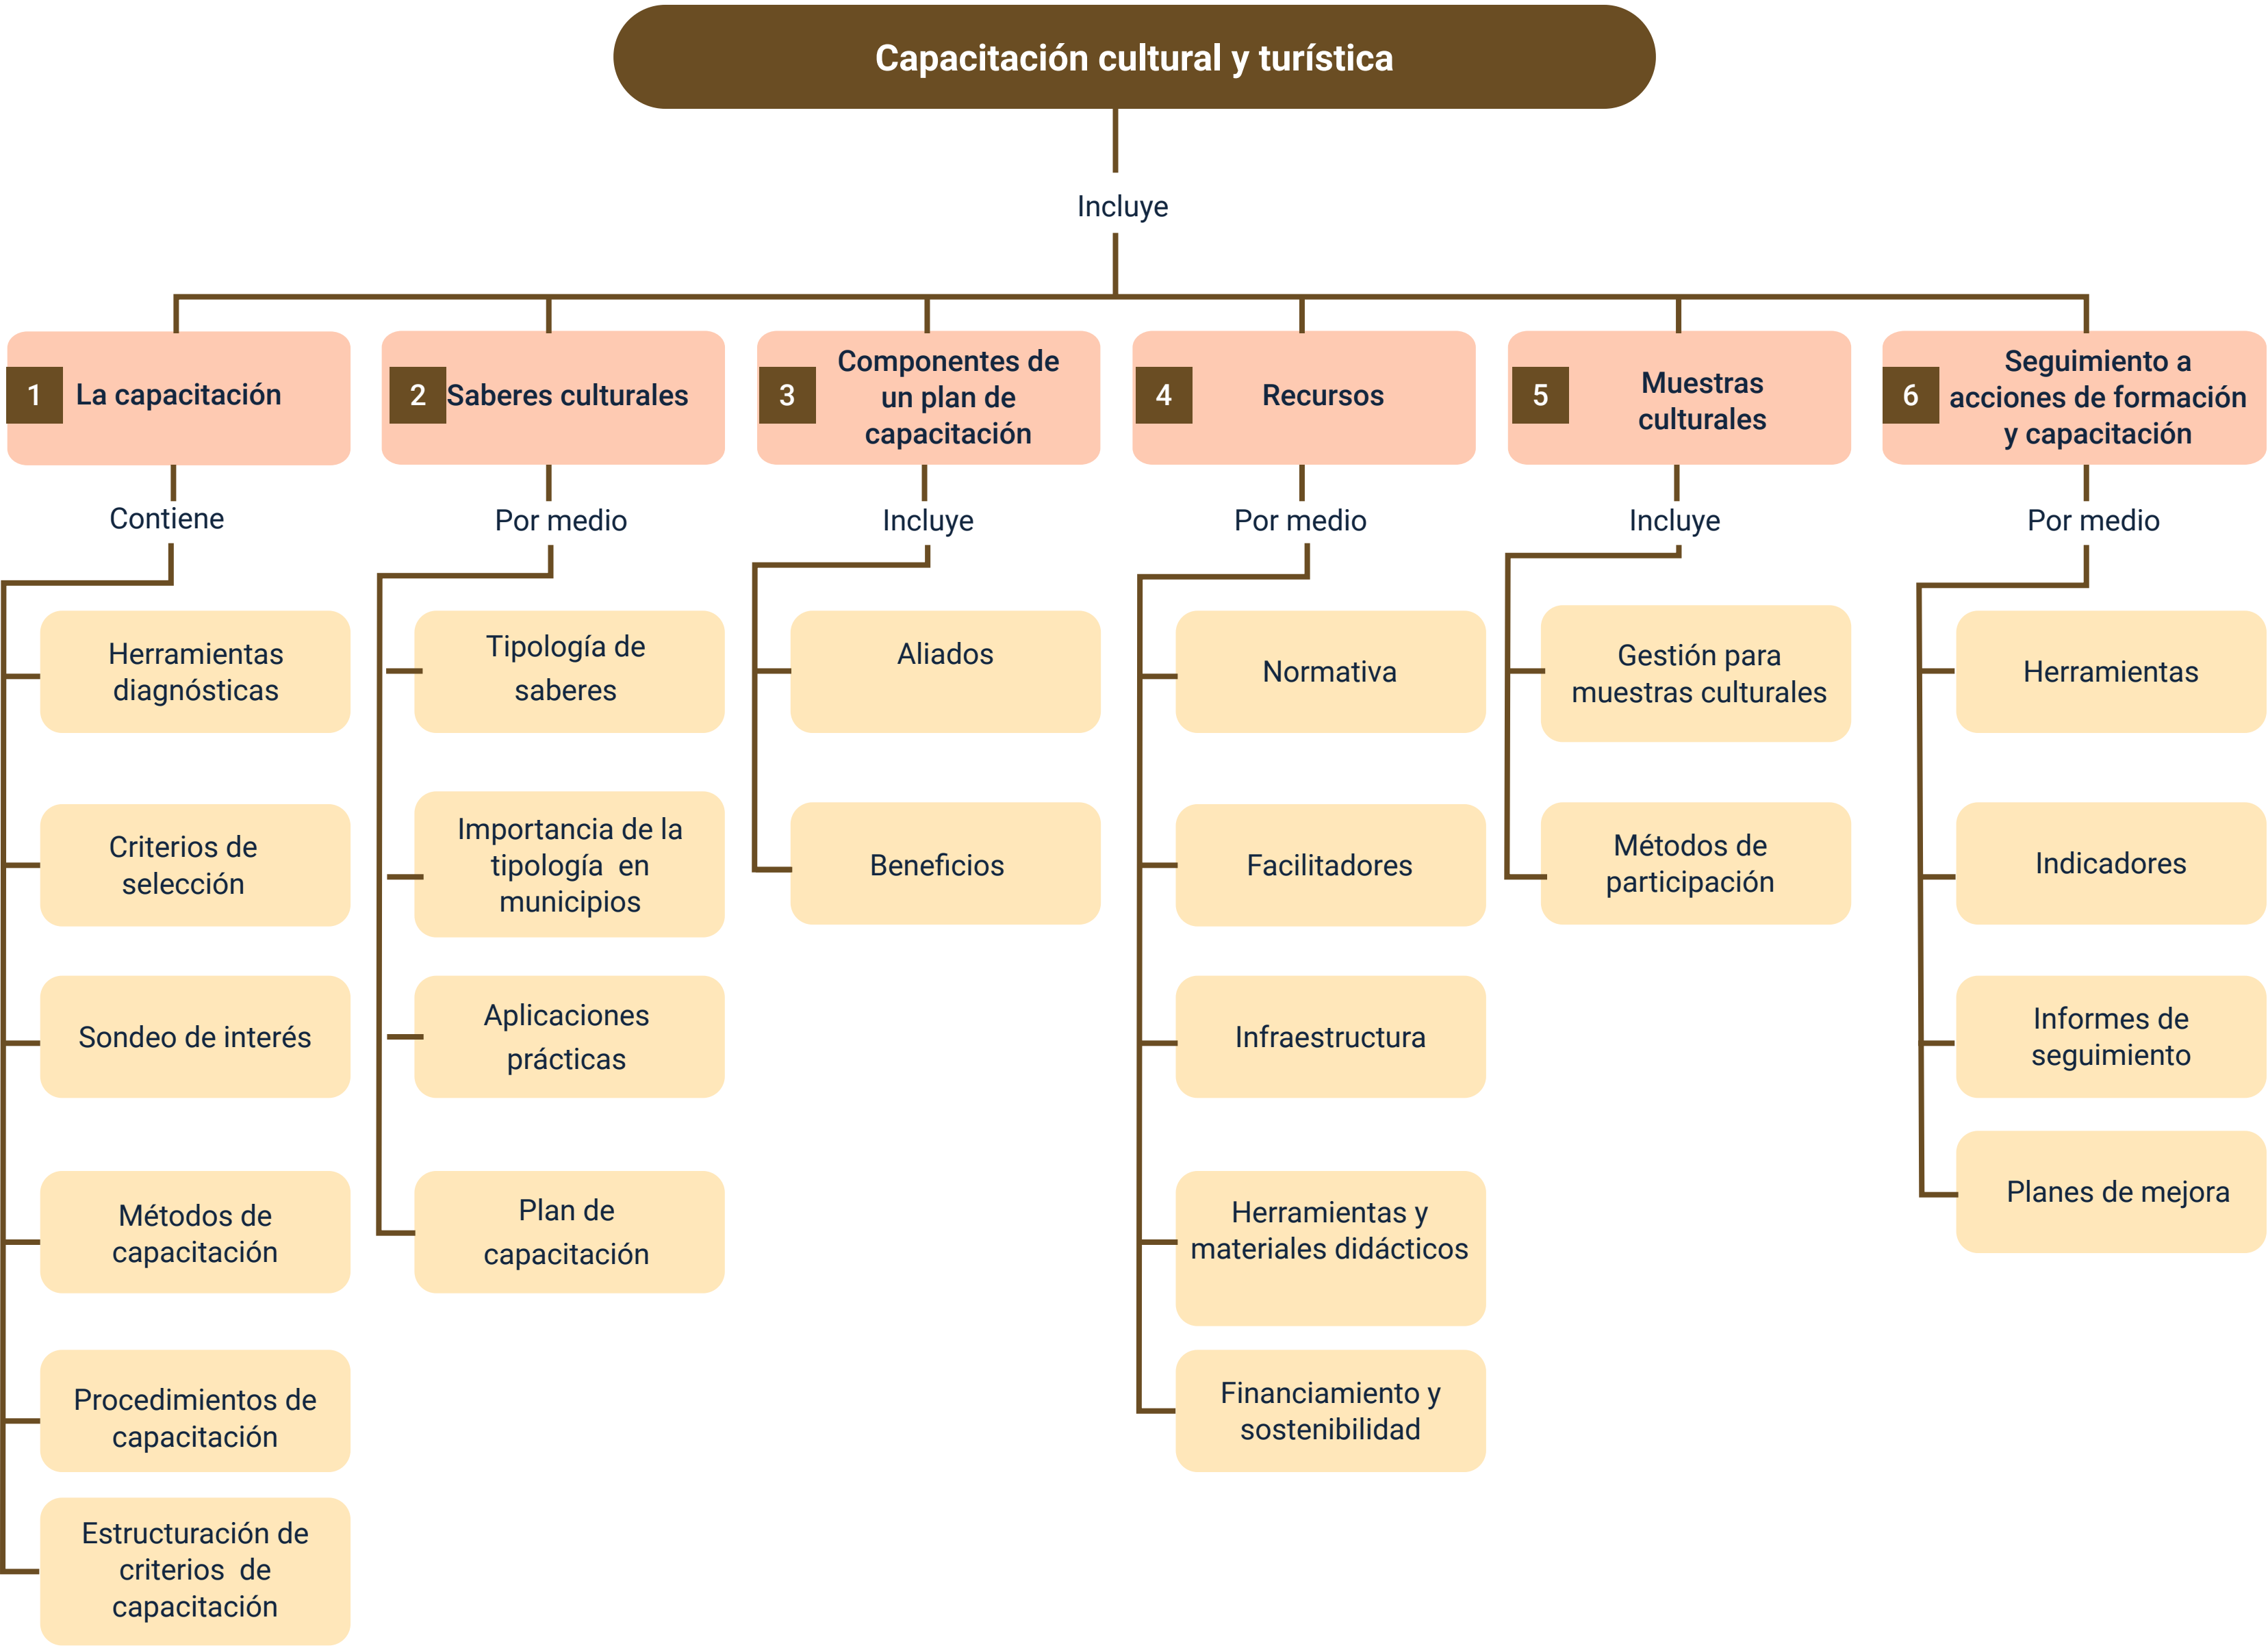 Capacitación cultural y turística
Incluye
1
La capacitación
Contiene
Herramientas
diagnósticas
Criterios de
selección
Sondeo de interés
Métodos de
capacitación
Procedimientos de
capacitación
Estructuración de
criterios de
capacitación
2
Saberes culturales
Por medio
Tipología de
saberes
Importancia de la
tipología en
municipios
Aplicaciones
prácticas
Plan de
capacitación
3
Componentes de
un plan de
capacitación
Incluye
Aliados
Beneficios
4
Recursos
Por medio
Normativa
Facilitadores
Infraestructura
Herramientas y
materiales didácticos
Financiamiento y
sostenibilidad
5
Muestras
culturales
Incluye
Gestión para
muestras culturales
Métodos de
participación
6
Seguimiento a
acciones de formación
y capacitación
Por medio
Herramientas
Indicadores
Informes de
seguimiento
Planes de mejora